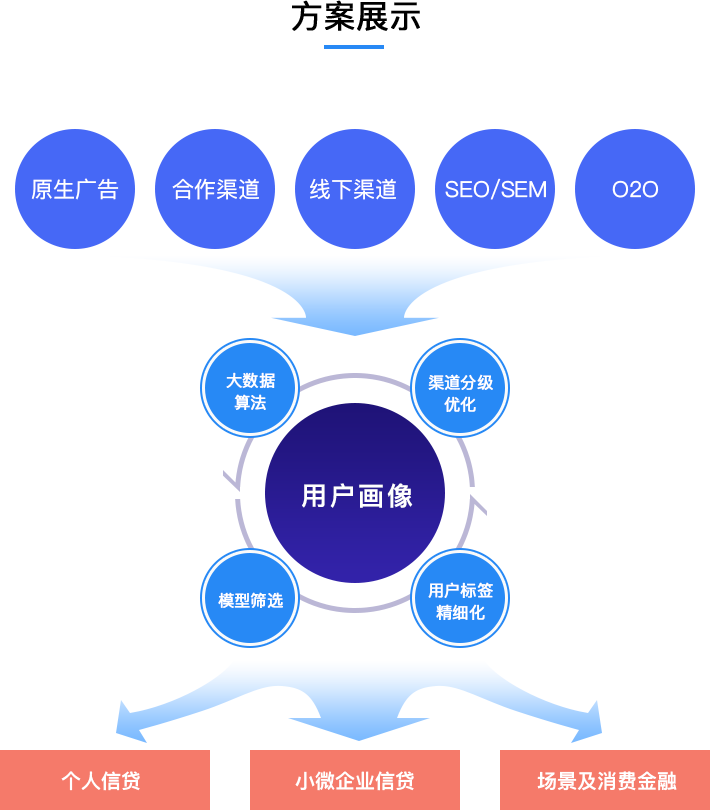 方案展示
原生广告
合作渠道
线下渠道
SEO/SEM
O2O
大数据
算法
渠道分级
优化
用户画像
模型筛选
用户标签
精细化
个人信贷
小微企业信贷
场景及消费金融